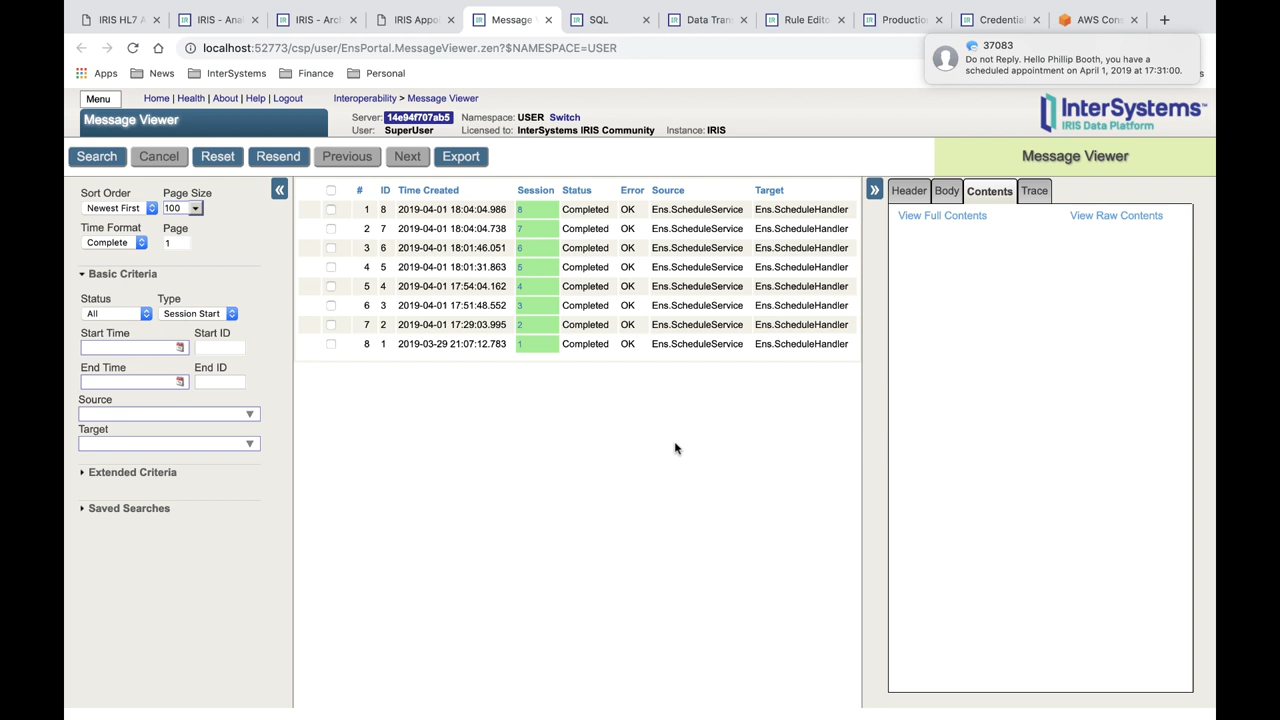 IRIS HL7 A
IRIS - Anal
IRIS - Arch
IRIS Appo
Message
SQL
Data Tran
Rule Edito
Production
Credential
AWS Cons
localhost:52773/csp/user/EnsPortal.MessageViewer.zen?$NAMESPACE=USER
37083
Do not Reply. Hello Phillip Booth, you have a
scheduled appointment on April 1, 2019 at 17:31:00.
Apps News InterSystems Finance Personal
Menu Home | Health | About | Help | Logout Interoperability > Message Viewer
Message Viewer
Server: 14e94f707ab5 Namespace: USER Switch
User: SuperUser Licensed to: InterSystems IRIS Community Instance: IRIS
InterSystems™
IRIS Data Platform
Search Cancel Reset Resend Previous Next Export
Message Viewer
Sort Order Page Size
Newest First 100
Time Format Page
Complete 1
Basic Criteria
Status Type
All Session Start
Start Time Start ID
End Time End ID
Source
Target
Extended Criteria
Saved Searches
«
# ID Time Created Session Status Error Source Target
1 8 2019-04-01 18:04:04.986 8 Completed OK Ens.ScheduleService Ens.ScheduleHandler
2 7 2019-04-01 18:04:04.738 7 Completed OK Ens.ScheduleService Ens.ScheduleHandler
3 6 2019-04-01 18:01:46.051 6 Completed OK Ens.ScheduleService Ens.ScheduleHandler
4 5 2019-04-01 18:01:31.863 5 Completed OK Ens.ScheduleService Ens.ScheduleHandler
5 4 2019-04-01 17:54:04.162 4 Completed OK Ens.ScheduleService Ens.ScheduleHandler
6 3 2019-04-01 17:51:48.552 3 Completed OK Ens.ScheduleService Ens.ScheduleHandler
7 2 2019-04-01 17:29:03.995 2 Completed OK Ens.ScheduleService Ens.ScheduleHandler
8 1 2019-03-29 21:07:12.783 1 Completed OK Ens.ScheduleService Ens.ScheduleHandler
»
Header Body Contents Trace
View Full Contents View Raw Contents